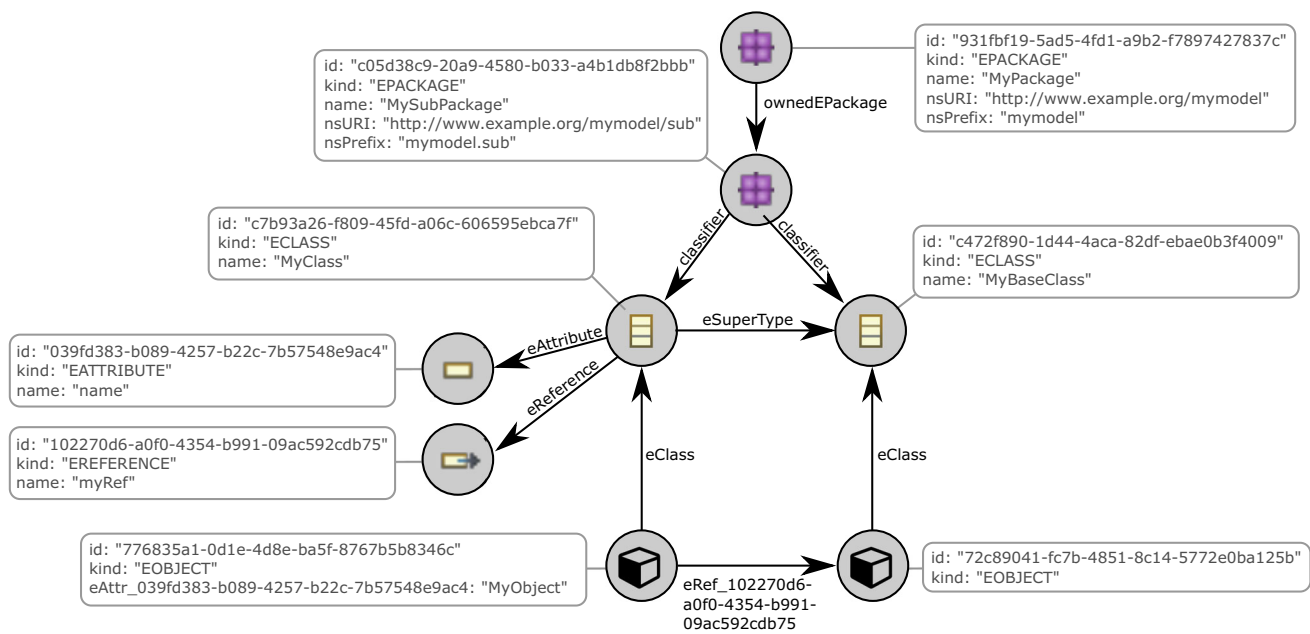 id: "931fbf19-5ad5-4fd1-a9b2-f7897427837c"
kind: "EPACKAGE"
name: "MyPackage"
nsURI: "http://www.example.org/mymodel"
nsPrefix: "mymodel"
id: "c05d38c9-20a9-4580-b033-a4b1db8f2bbb"
kind: "EPACKAGE"
name: "MySubPackage"
nsURI: "http://www.example.org/mymodel/sub"
nsPrefix: "mymodel.sub"
ownedEPackage
id: "c7b93a26-f809-45fd-a06c-606595ebca7f"
kind: "ECLASS"
name: "MyClass"
classifier
classifier
id: "c472f890-1d44-4aca-82df-ebae0b3f4009"
kind: "ECLASS"
name: "MyBaseClass"
eSuperType
eAttribute
id: "039fd383-b089-4257-b22c-7b57548e9ac4"
kind: "EATTRIBUTE"
name: "name"
eReference
id: "102270d6-a0f0-4354-b991-09ac592cdb75"
kind: "EREFERENCE"
name: "myRef"
eClass
eClass
id: "776835a1-0d1e-4d8e-ba5f-8767b5b8346c"
kind: "EOBJECT"
eAttr_039fd383-b089-4257-b22c-7b57548e9ac4: "MyObject"
eRef_102270d6-
a0f0-4354-b991-
09ac592cdb75
id: "72c89041-fc7b-4851-8c14-5772e0ba125b"
kind: "EOBJECT"